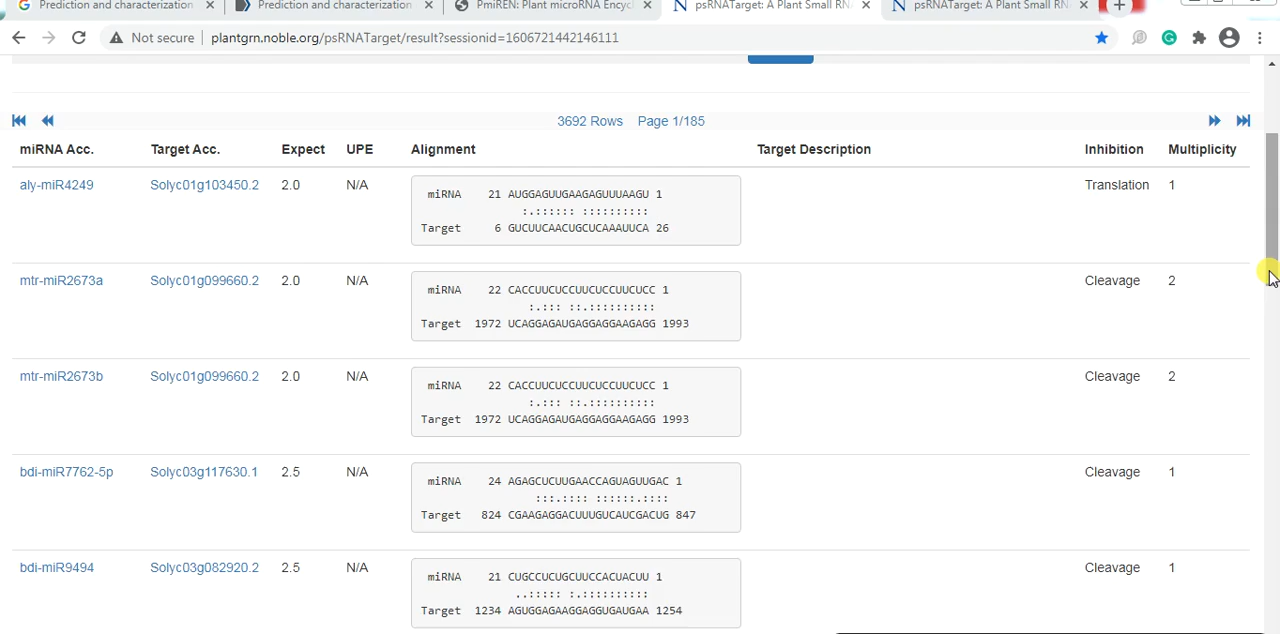 Prediction and characterization
Prediction and characterization
PmiREN: Plant microRNA Encyc
psRNATarget: A Plant Small RN
psRNATarget: A Plant Small RN
Not secure | plantgrn.noble.org/psRNATarget/result?sessionid=1606721442146111
3692 Rows Page 1/185
miRNA Acc. Target Acc. Expect UPE Alignment Target Description Inhibition Multiplicity
aly-miR4249 Solyc01g103450.2 2.0 N/A Translation 1
miRNA 21 AUGGAGUUGAAGAGUUUAAGU 1
:.:::::: ::::::::::
Target 6 GUCUUCAACUGCUCAAAUUCA 26
mtr-miR2673a Solyc01g099660.2 2.0 N/A Cleavage 2
miRNA 22 CACCUUCUCCUUCUCCUUCUCC 1
:.::: ::.::::::::::
Target 1972 UCAGGAGAUGAGGAGGAAGAGG 1993
mtr-miR2673b Solyc01g099660.2 2.0 N/A Cleavage 2
miRNA 22 CACCUUCUCCUUCUCCUUCUCC 1
:.::: ::.::::::::::
Target 1972 UCAGGAGAUGAGGAGGAAGAGG 1993
bdi-miR7762-5p Solyc03g117630.1 2.5 N/A Cleavage 1
miRNA 24 AGAGCUCUUGAACCAGUAGUUGAC 1
:::.:::: ::::::.::::
Target 824 CGAAGAGGACUUUGUCAUCGACUG 847
bdi-miR9494 Solyc03g082920.2 2.5 N/A Cleavage 1
miRNA 21 CUGCCUCUGCUUCCACUACUU 1
..::::: :.::::::::::
Target 1234 AGUGGAGAAGGAGGUGAUGAA 1254